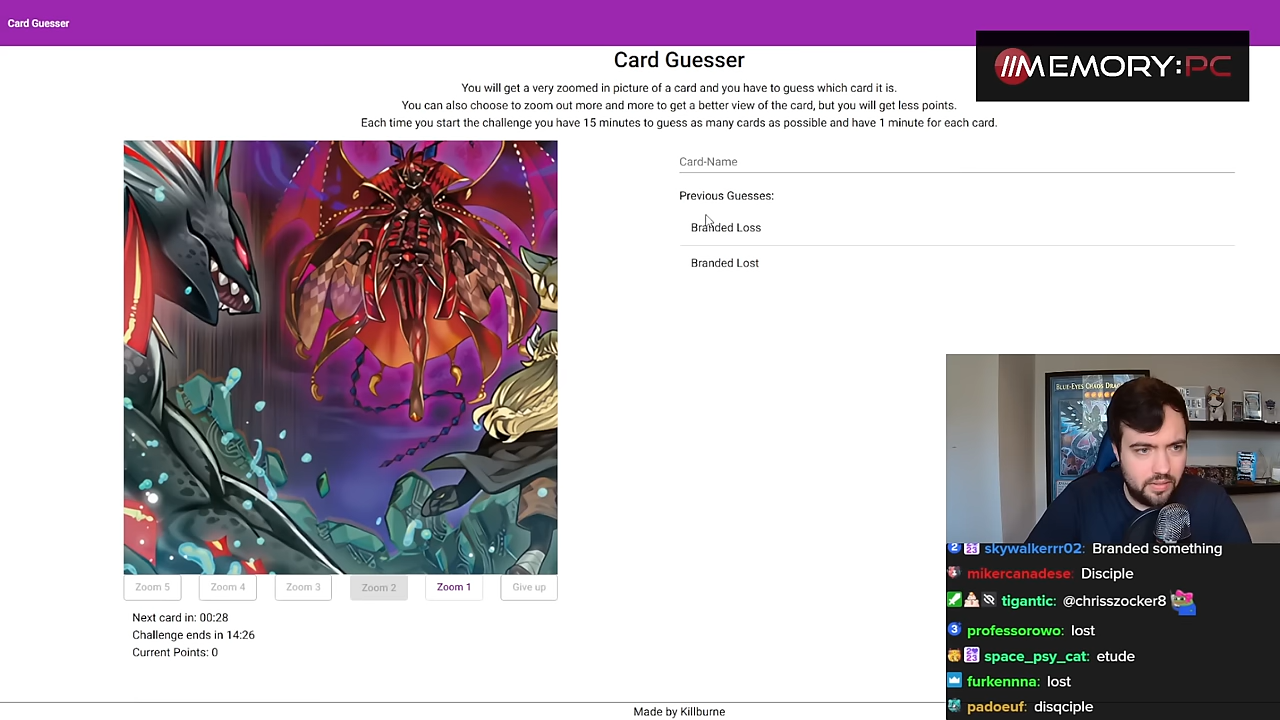 Card Guesser
//MEMORY:PC
Card Guesser
You will get a very zoomed in picture of a card and you have to guess which card it is.
You can also choose to zoom out more and more to get a better view of the card, but you will get less points.
Each time you start the challenge you have 15 minutes to guess as many cards as possible and have 1 minute for each card.
Card-Name
Previous Guesses:
Branded Loss
Branded Lost
Zoom 5
Zoom 4
Zoom 3
Zoom 2
Zoom 1
Give up
Next card in: 00:28
Challenge ends in 14:26
Current Points: 0
BLUE-EYES CHAOS DRAG
skywalkerrr02: Branded something
mikercanadese: Disciple
tigantic: @chrisszocker8
professorowo: lost
space_psy_cat: etude
furkennna: lost
padoeuf: disqciple
Made by Killburne